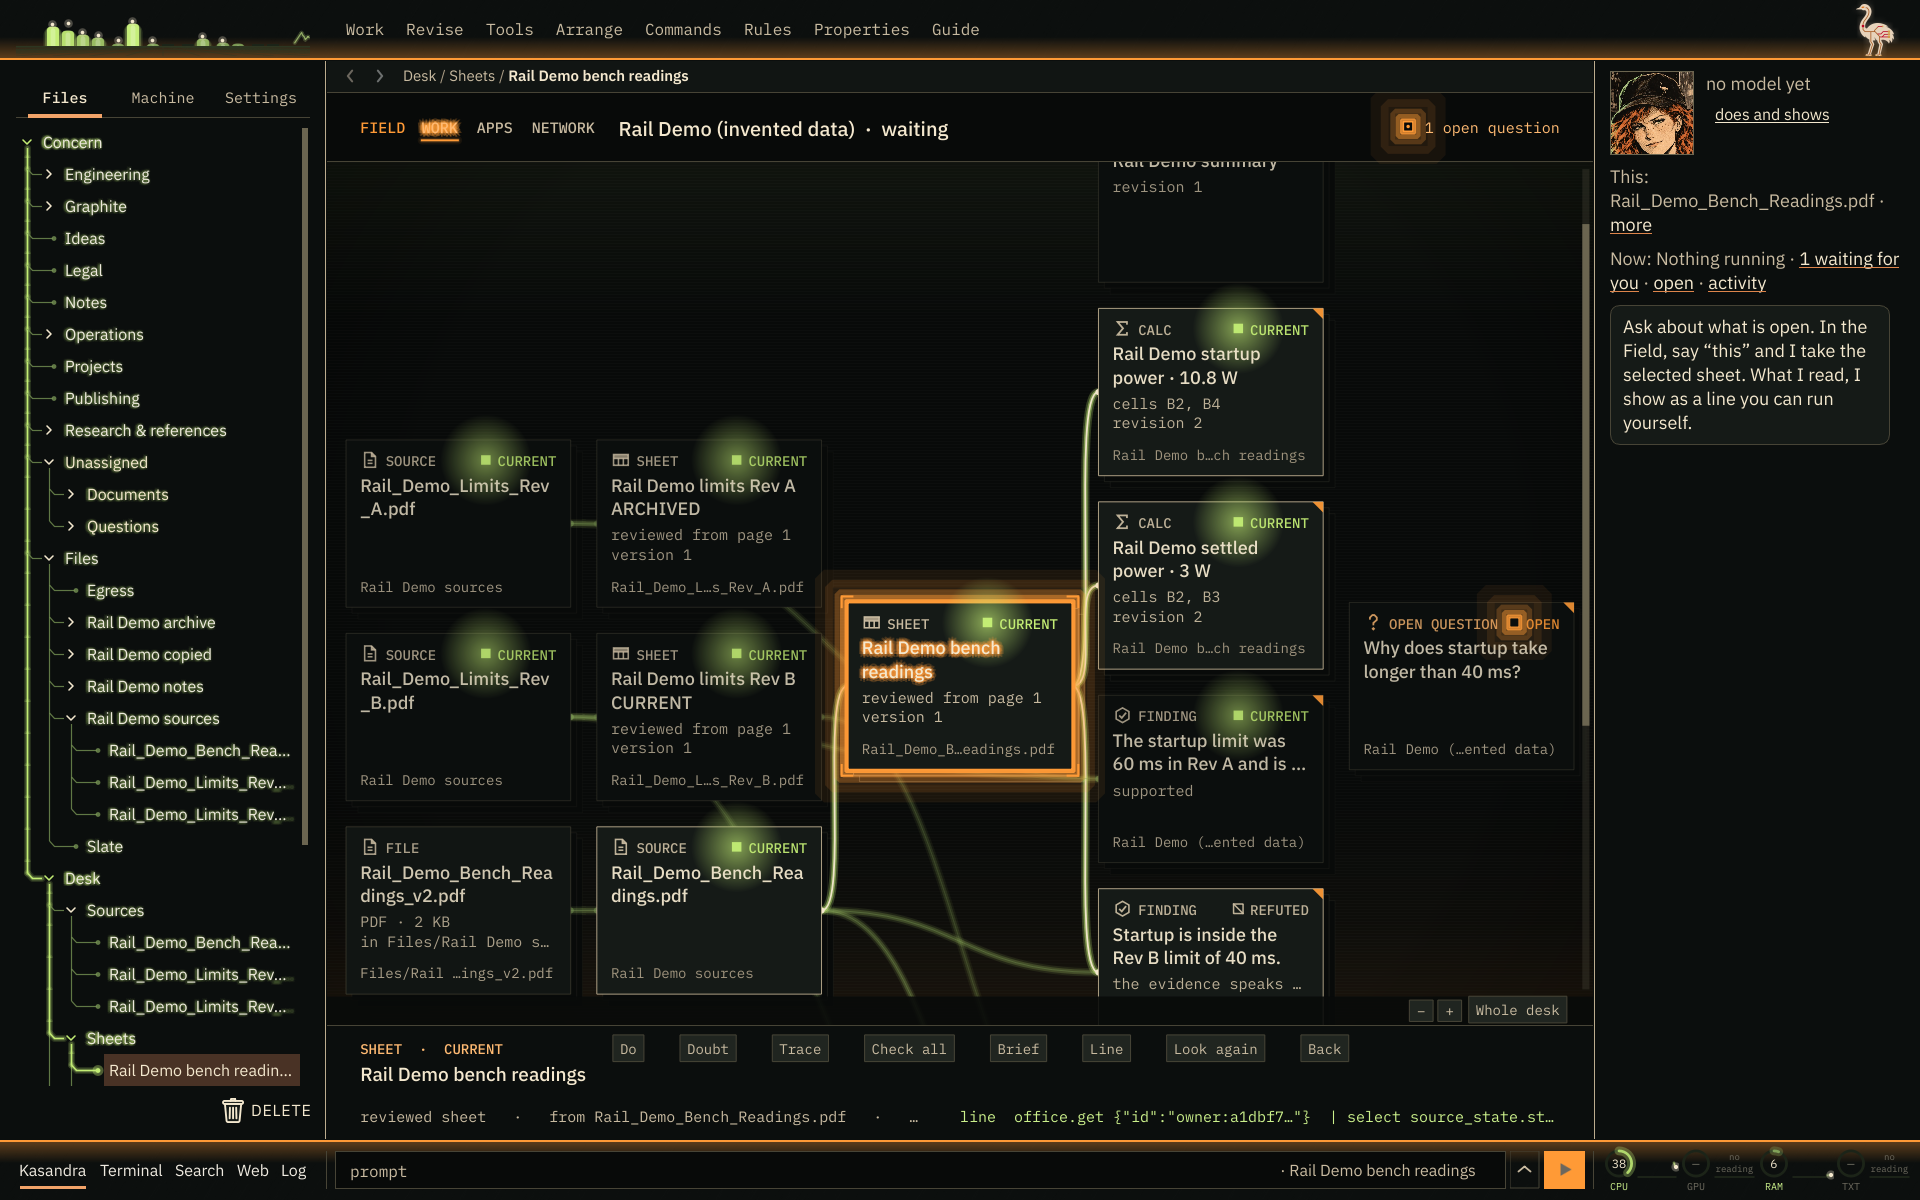 Work Revise Tools Arrange Commands Rules Properties Guide
Files Machine Settings
Concern
Engineering
Graphite
Ideas
Legal
Notes
Operations
Projects
Publishing
Research & references
Unassigned
Documents
Questions
Files
Egress
Rail Demo archive
Rail Demo copied
Rail Demo notes
Rail Demo sources
Rail_Demo_Bench_Rea...
Rail_Demo_Limits_Rev...
Rail_Demo_Limits_Rev...
Slate
Desk
Sources
Rail_Demo_Bench_Rea...
Rail_Demo_Limits_Rev...
Rail_Demo_Limits_Rev...
Sheets
Rail Demo bench readin...
DELETE
Desk / Sheets / Rail Demo bench readings
FIELD WORK APPS NETWORK Rail Demo (invented data) · waiting
1 open question
Rail Demo summary
revision 1
CALC CURRENT
Rail Demo startup
power · 10.8 W
cells B2, B4
revision 2
Rail Demo b…ch readings
SOURCE CURRENT
Rail_Demo_Limits_Rev
_A.pdf
Rail Demo sources
SHEET CURRENT
Rail Demo limits Rev A
ARCHIVED
reviewed from page 1
version 1
Rail_Demo_L…s_Rev_A.pdf
CALC CURRENT
Rail Demo settled
power · 3 W
cells B2, B3
revision 2
Rail Demo b…ch readings
SHEET CURRENT
Rail Demo bench
readings
reviewed from page 1
version 1
Rail_Demo_B…eadings.pdf
? OPEN QUESTION OPEN
Why does startup take
longer than 40 ms?
Rail Demo (…ented data)
SOURCE CURRENT
Rail_Demo_Limits_Rev
_B.pdf
Rail Demo sources
SHEET CURRENT
Rail Demo limits Rev B
CURRENT
reviewed from page 1
version 1
Rail_Demo_L…s_Rev_B.pdf
FINDING CURRENT
The startup limit was
60 ms in Rev A and is ...
supported
Rail Demo (…ented data)
FILE
Rail_Demo_Bench_Rea
dings_v2.pdf
PDF · 2 KB
in Files/Rail Demo s…
Files/Rail …ings_v2.pdf
SOURCE CURRENT
Rail_Demo_Bench_Rea
dings.pdf
Rail Demo sources
FINDING REFUTED
Startup is inside the
Rev B limit of 40 ms.
the evidence speaks …
− + Whole desk
SHEET · CURRENT
Rail Demo bench readings
Do Doubt Trace Check all Brief Line Look again Back
reviewed sheet · from Rail_Demo_Bench_Readings.pdf · … line office.get {"id":"owner:a1dbf7…"} | select source_state.st…
no model yet
does and shows
This:
Rail_Demo_Bench_Readings.pdf ·
more
Now: Nothing running · 1 waiting for
you · open · activity
Ask about what is open. In the
Field, say “this” and I take the
selected sheet. What I read, I
show as a line you can run
yourself.
Kasandra Terminal Search Web Log
prompt · Rail Demo bench readings
38 CPU
– GPU no reading
6 RAM
– TXT no reading